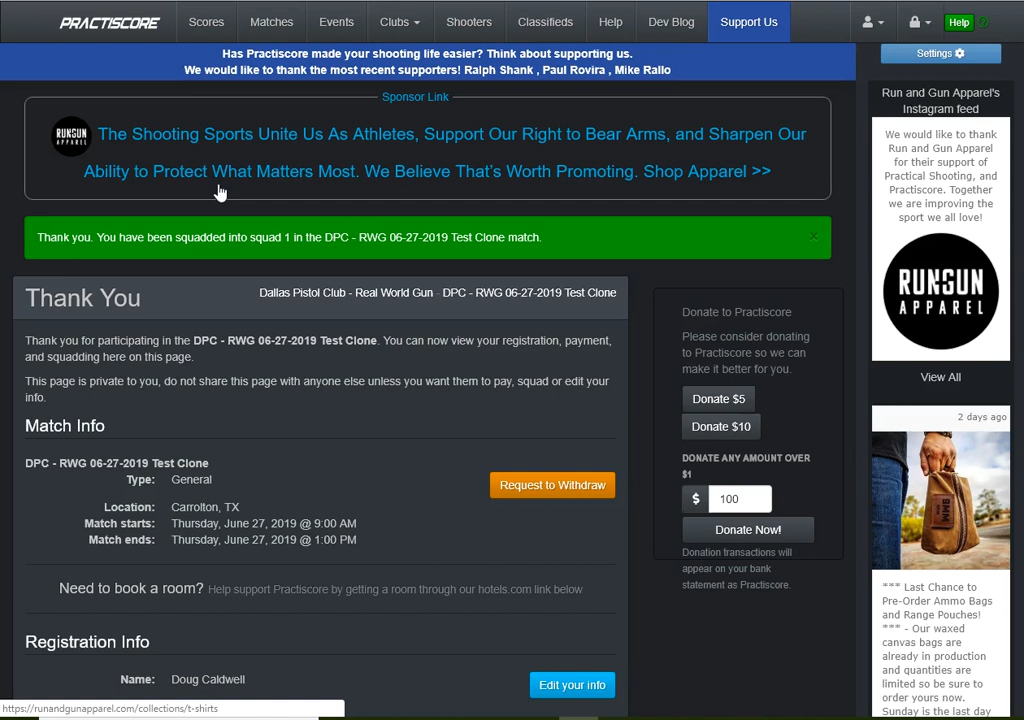 PRACTISCORE Scores Matches Events Clubs Shooters Classifieds Help Dev Blog Support Us Help
Has Practiscore made your shooting life easier? Think about supporting us.
We would like to thank the most recent supporters! Ralph Shank , Paul Rovira , Mike Rallo
Settings
Sponsor Link
RUNGUN
APPAREL
The Shooting Sports Unite Us As Athletes, Support Our Right to Bear Arms, and Sharpen Our
Ability to Protect What Matters Most. We Believe That's Worth Promoting. Shop Apparel >>
Thank you. You have been squadded into squad 1 in the DPC - RWG 06-27-2019 Test Clone match. ×
Thank You
Dallas Pistol Club - Real World Gun - DPC - RWG 06-27-2019 Test Clone
Thank you for participating in the DPC - RWG 06-27-2019 Test Clone. You can now view your registration, payment,
and squadding here on this page.
This page is private to you, do not share this page with anyone else unless you want them to pay, squad or edit your
info.
Match Info
DPC - RWG 06-27-2019 Test Clone
Type: General
Request to Withdraw
Location: Carrolton, TX
Match starts: Thursday, June 27, 2019 @ 9:00 AM
Match ends: Thursday, June 27, 2019 @ 1:00 PM
Need to book a room? Help support Practiscore by getting a room through our hotels.com link below
Registration Info
Name: Doug Caldwell
Edit your info
https://runandgunapparel.com/collections/t-shirts
Donate to Practiscore
Please consider donating
to Practiscore so we can
make it better for you.
Donate $5
Donate $10
DONATE ANY AMOUNT OVER
$1
$ 100
Donate Now!
Donation transactions will
appear on your bank
statement as Practiscore.
Run and Gun Apparel's
Instagram feed
We would like to thank
Run and Gun Apparel
for their support of
Practical Shooting, and
Practiscore. Together
we are improving the
sport we all love!
RUNGUN
APPAREL
View All
2 days ago
*** Last Chance to
Pre-Order Ammo Bags
and Range Pouches!
*** - Our waxed
canvas bags are
already in production
and quantities are
limited so be sure to
order yours now.
Sunday is the last day